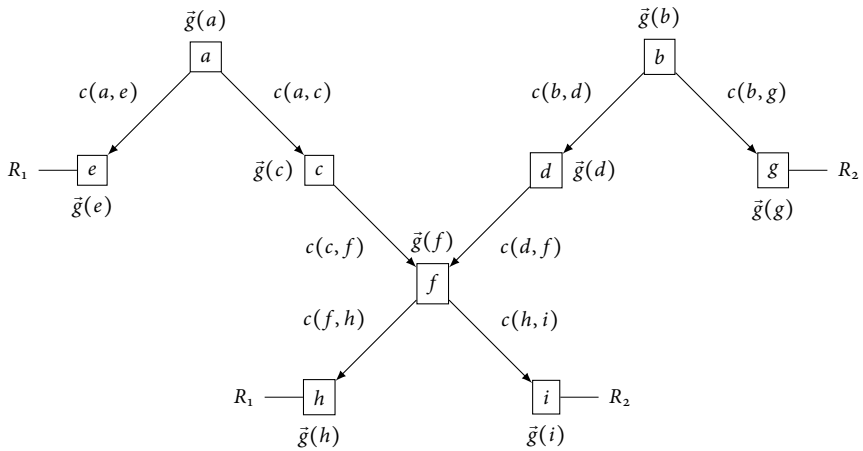 g⃗(a) g⃗(b)
a b
c(a, e) c(a, c) c(b, d) c(b, g)
R₁ e g⃗(c) c d g⃗(d) g R₂
g⃗(e) g⃗(g)
c(c, f) g⃗(f) c(d, f)
f
c(f, h) c(h, i)
R₁ h i R₂
g⃗(h) g⃗(i)